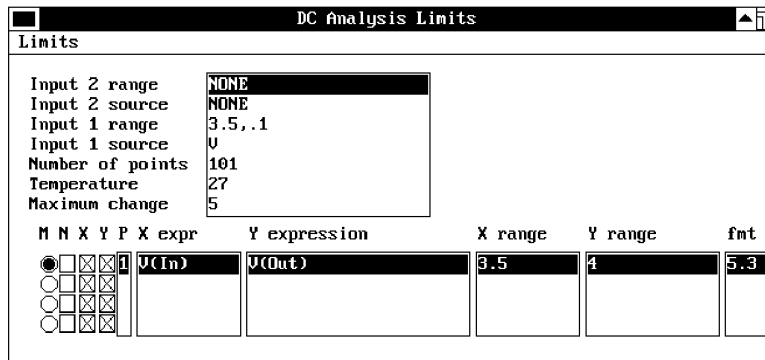 DC Analysis Limits
Limits
Input 2 range NONE
Input 2 source NONE
Input 1 range 3.5,.1
Input 1 source V
Number of points 101
Temperature 27
Maximum change 5
M N X Y P X expr Y expression X range Y range fmt
1 V(In) V(Out) 3.5 4 5.3